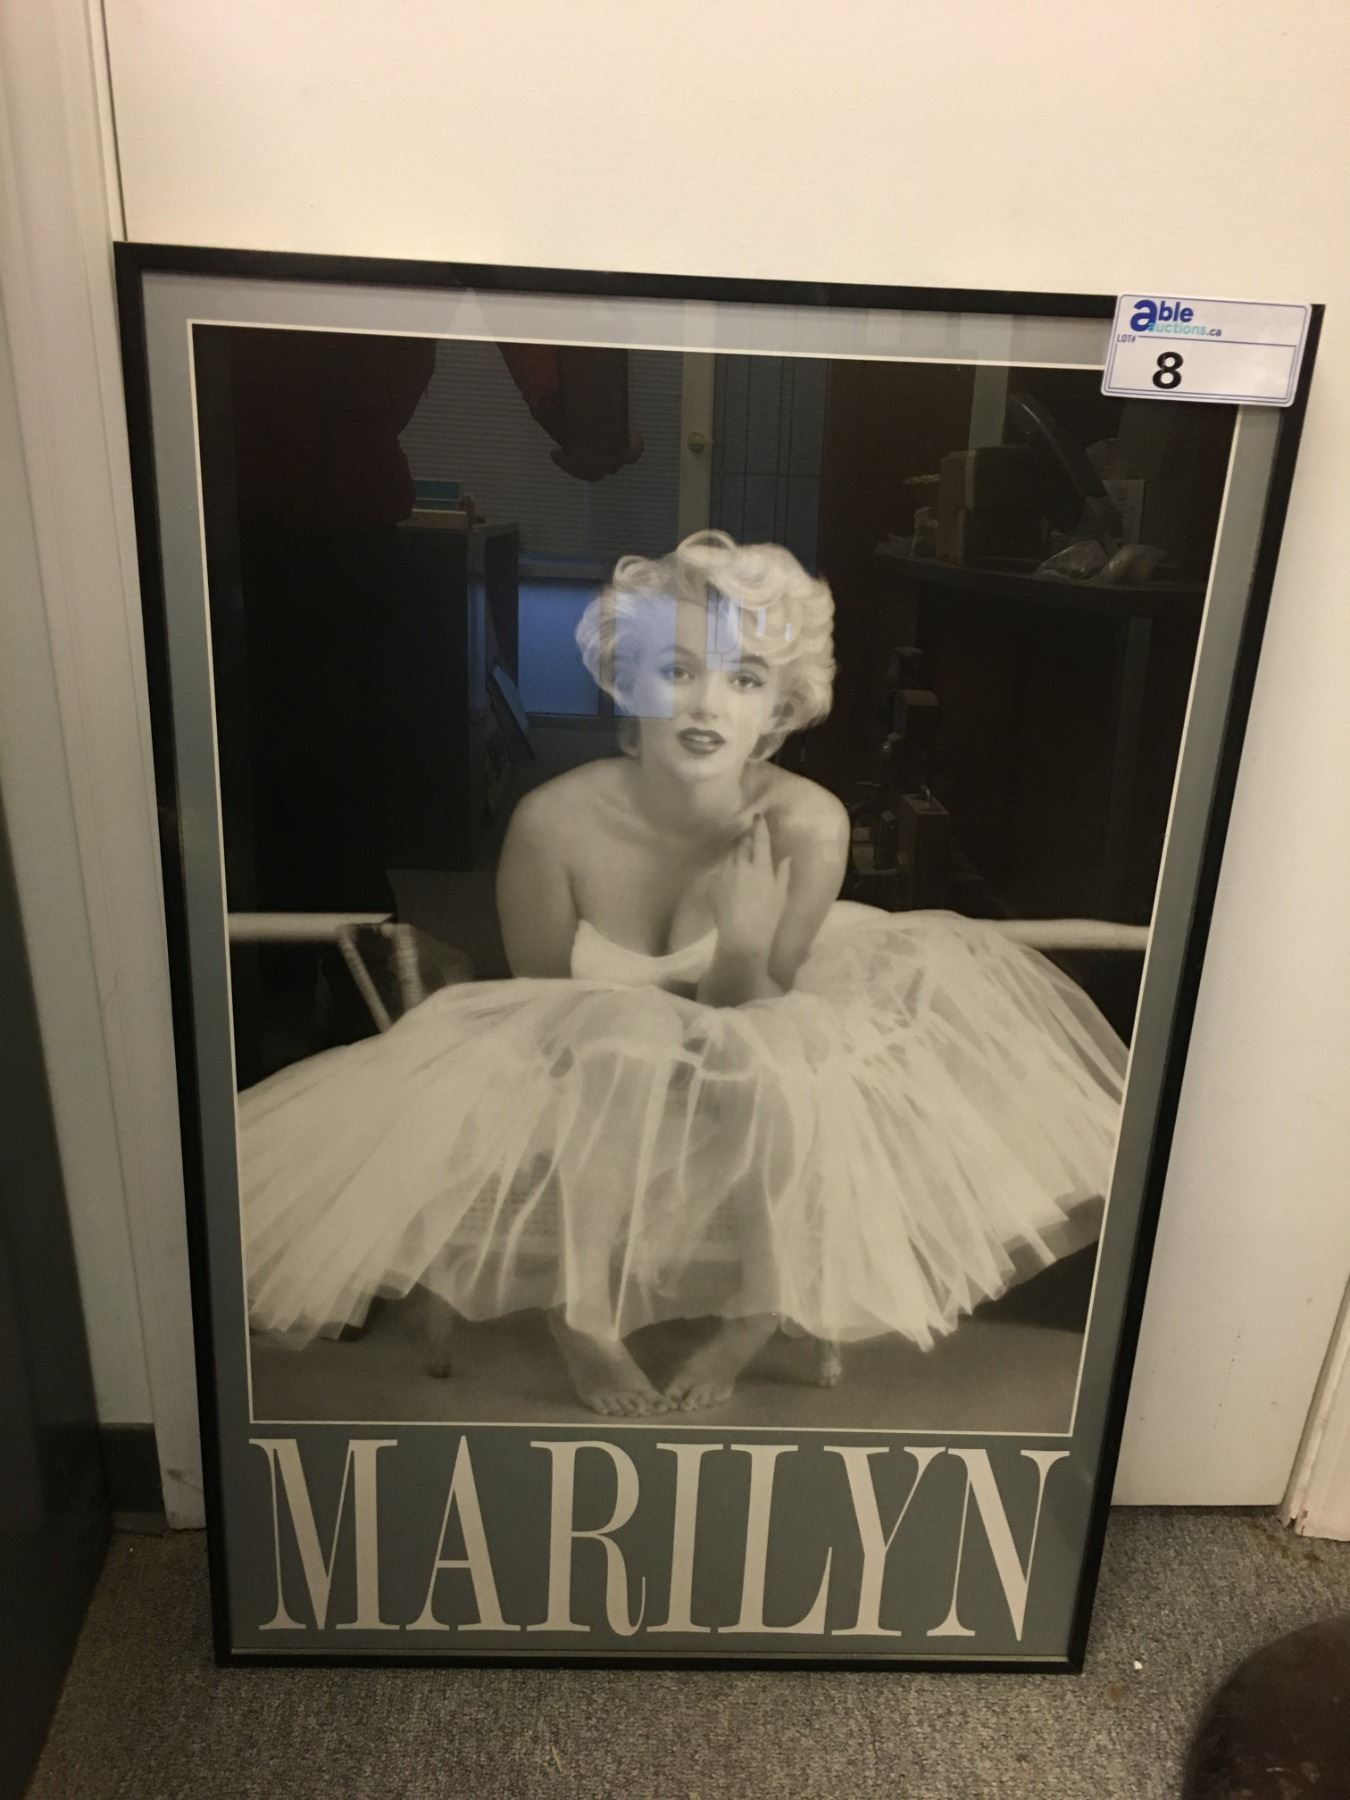 able
auctions.ca
LOT#
8
MARILYN